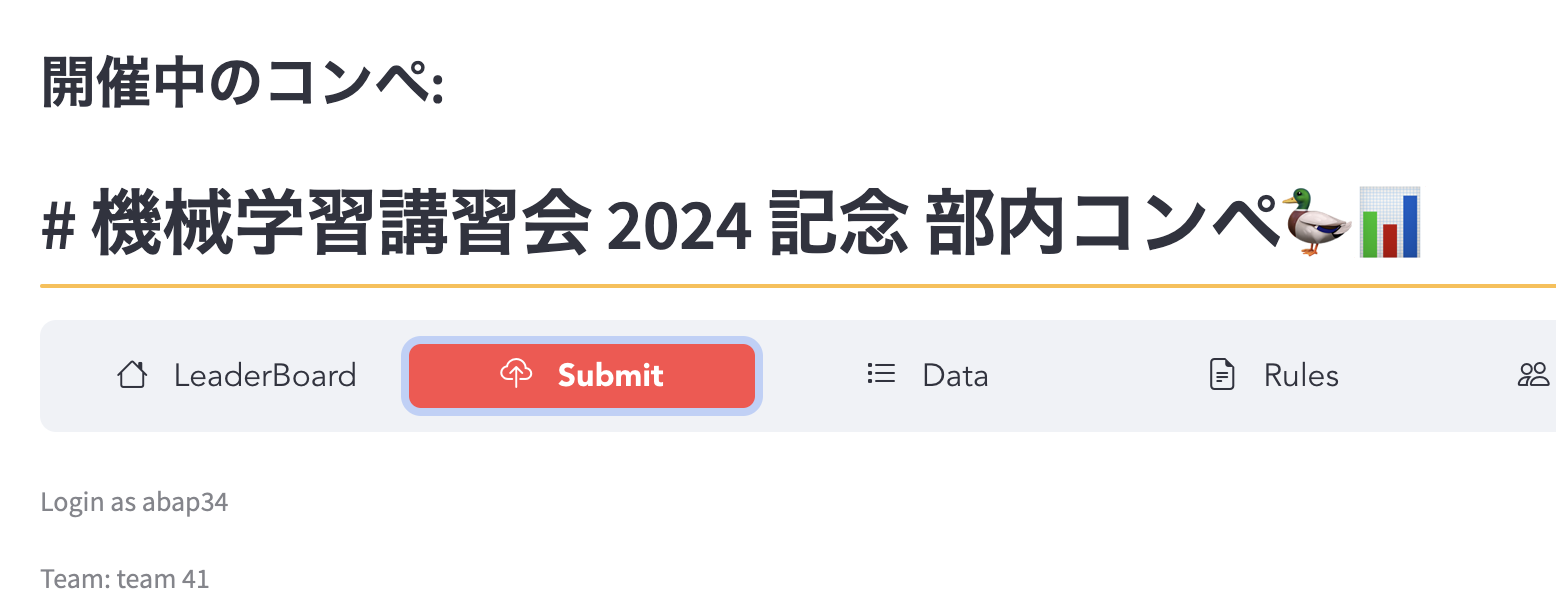 開催中のコンペ:
# 機械学習講習会 2024 記念 部内コンペ🦆📊
LeaderBoard Submit Data Rules
Login as abap34
Team: team 41